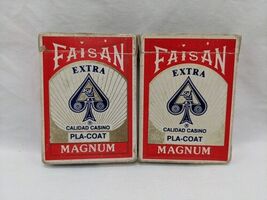 FAISAN
EXTRA
®
CALIDAD CASINO
PLA-COAT
MAGNUM
FAISAN
EXTRA
®
CALIDAD CASINO
PLA-COAT
MAGNUM